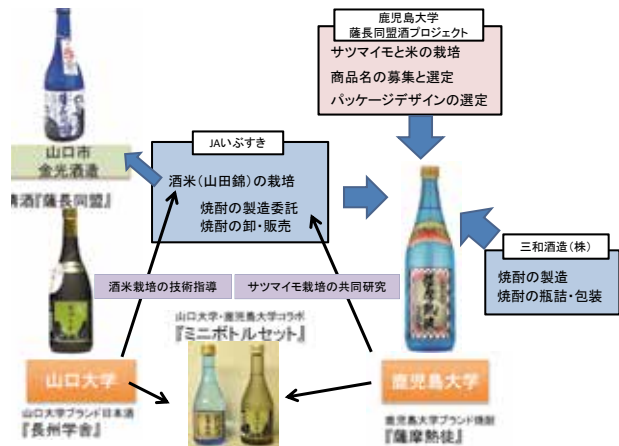 鹿児島大学
薩長同盟酒プロジェクト
サツマイモと米の栽培
商品名の募集と選定
パッケージデザインの選定
山口市
金光酒造
清酒『薩長同盟』
JAいぶすき
酒米(山田錦)の栽培
焼酎の製造委託
焼酎の卸・販売
三和酒造(株)
焼酎の製造
焼酎の瓶詰・包装
酒米栽培の技術指導
サツマイモ栽培の共同研究
山口大学・鹿児島大学コラボ
『ミニボトルセット』
山口大学
山口大学ブランド日本酒
『長州学舎』
鹿児島大学
鹿児島大学ブランド焼酎
『薩摩熱徒』